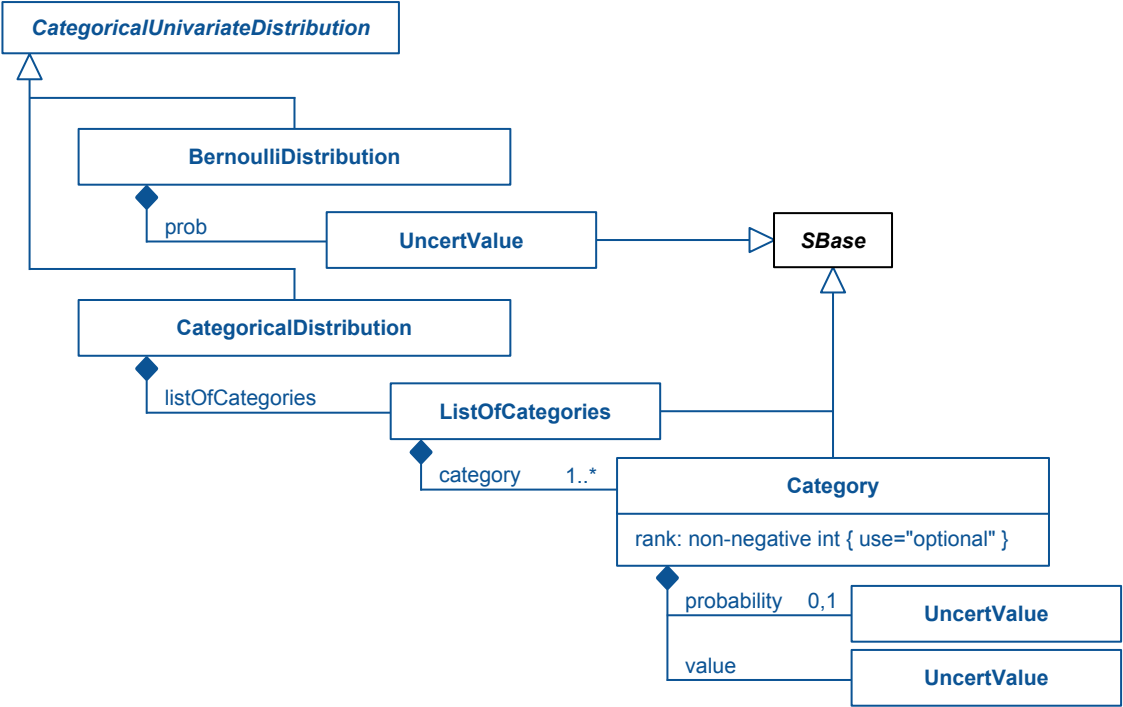 CategoricalUnivariateDistribution
BernoulliDistribution
prob
UncertValue
SBase
CategoricalDistribution
listOfCategories
ListOfCategories
category 1..*
Category
rank: non-negative int { use="optional" }
probability 0,1
UncertValue
value
UncertValue